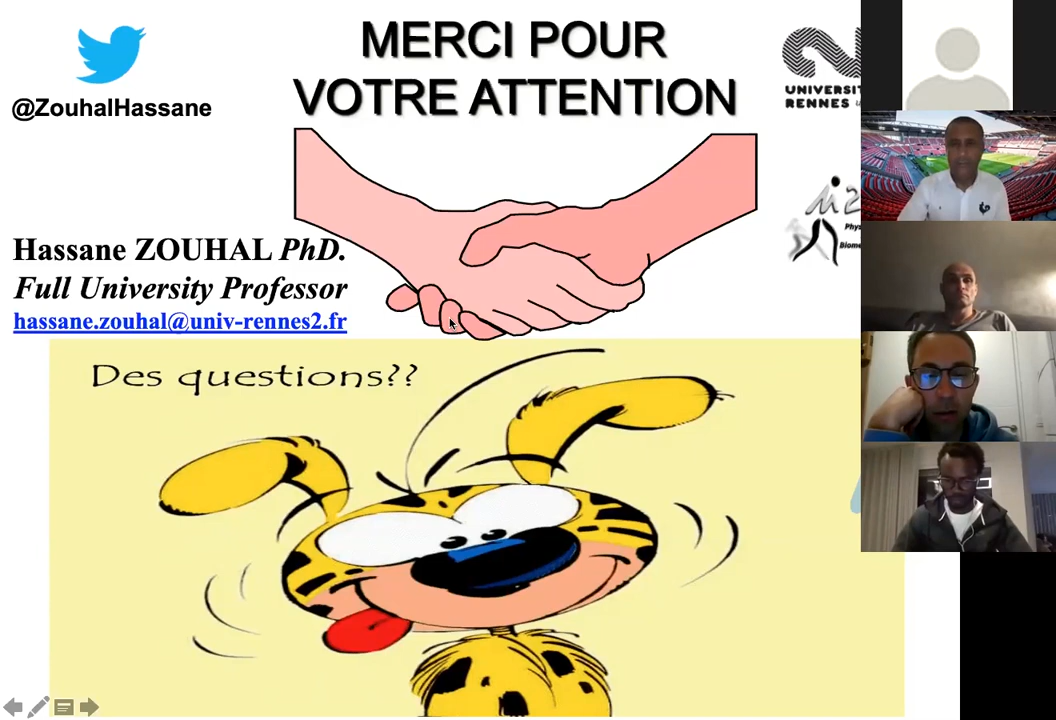 MERCI POUR
VOTRE ATTENTION
@ZouhalHassane
UNIVERSIT
RENNES
Hassane ZOUHAL PhD.
Full University Professor
hassane.zouhal@univ-rennes2.fr
Des questions??